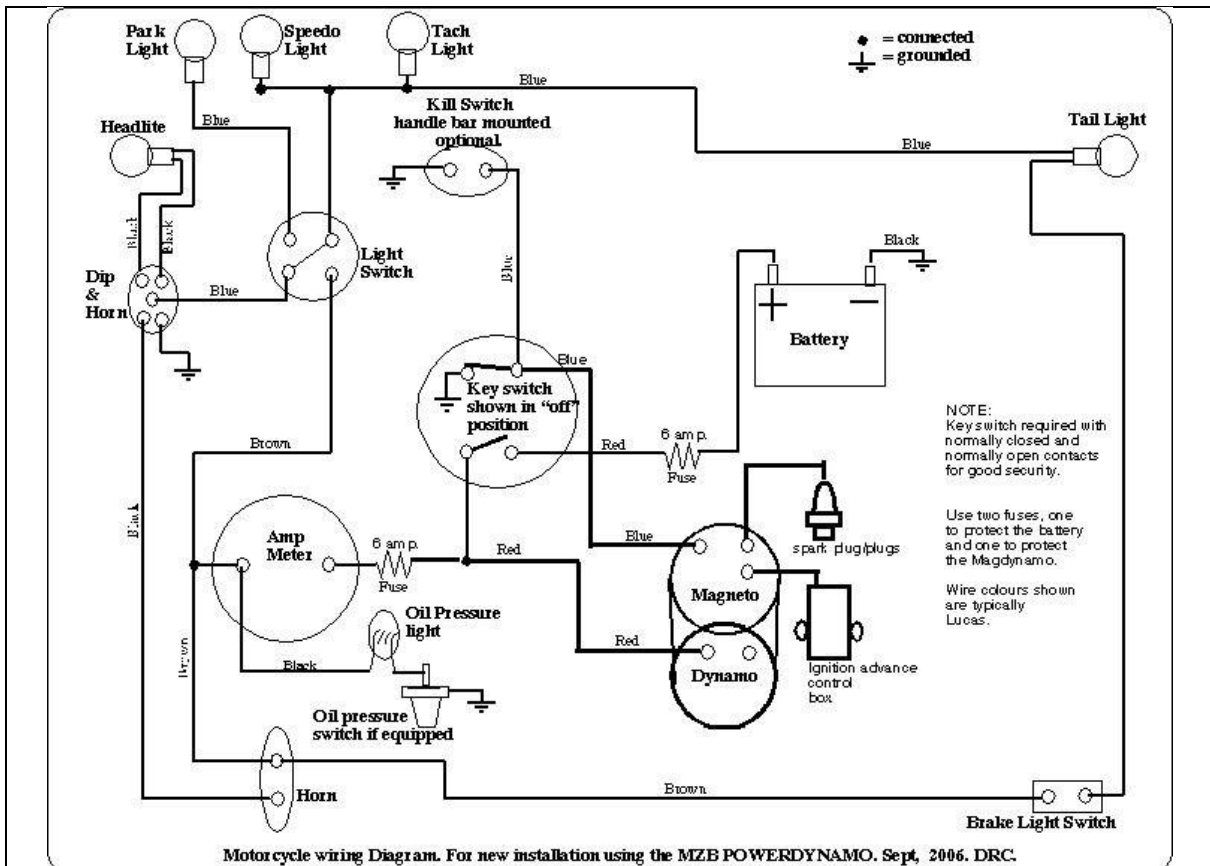 Park
Light
Speedo
Light
Tach
Light
= connected
= grounded
Blue
Kill Switch
handle bar mounted
optional.
Blue
Headlite
Tail Light
Blue
Black
Black
Black
Light
Switch
Blue
Dip
&
Horn
Blue
+
−
Battery
Blue
Key switch
shown in "off"
position
NOTE:
Key switch required with
normally closed and
normally open contacts
for good security.
Brown
Red
6 amp.
Fuse
Use two fuses, one
to protect the battery
and one to protect
the Magdynamo.
Black
Amp
Meter
6 amp.
Fuse
Red
Blue
spark plug/plugs
Magneto
Wire colours shown
are typically
Lucas.
Oil Pressure
light
Brown
Black
Red
Dynamo
Ignition advance
control
box
Oil pressure
switch if equipped
Horn
Brown
Brake Light Switch
Motorcycle wiring Diagram. For new installation using the MZB POWERDYNAMO. Sept, 2006. DRC.